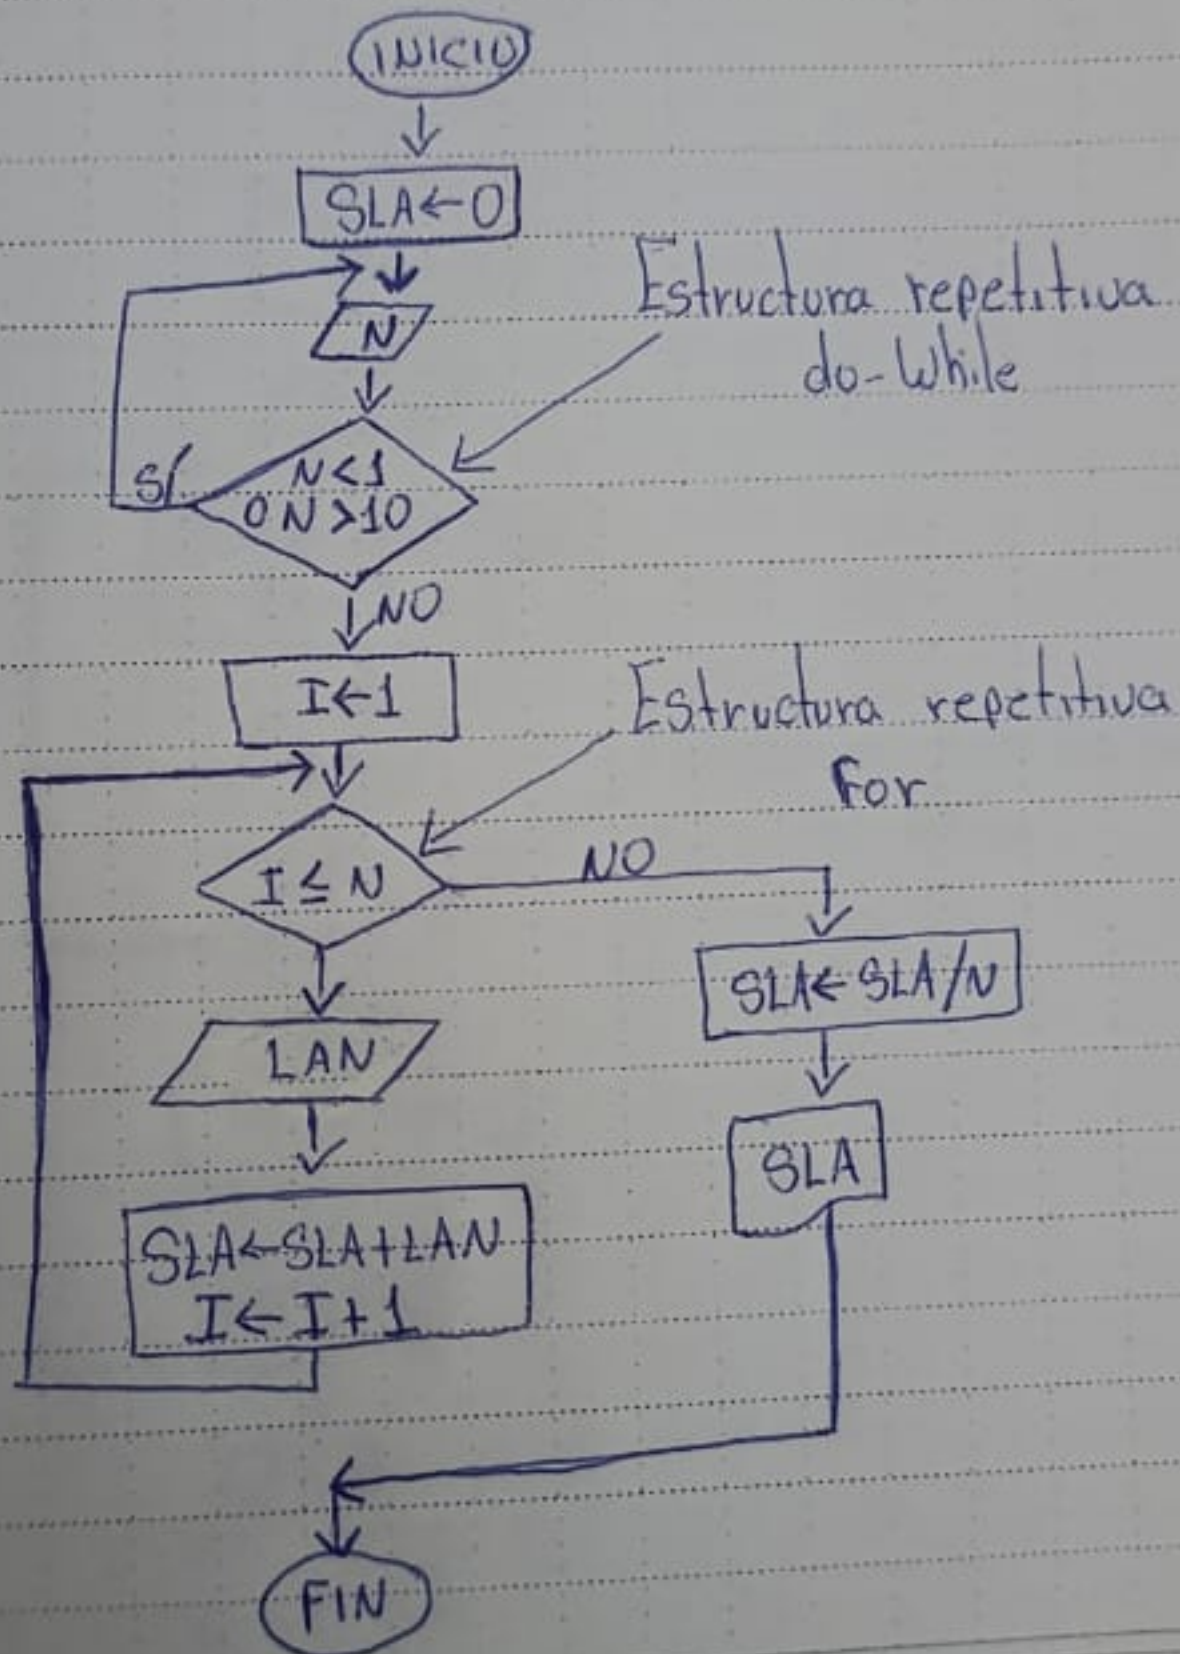 INICIO
SLA←0
Estructura repetitiva
do-While
N
N<1
O N>10
SÍ
NO
I←1
Estructura repetitiva
For
I ≤ N
NO
SLA←SLA/N
LAN
SLA
SLA←SLA+LAN
I←I+1
FIN